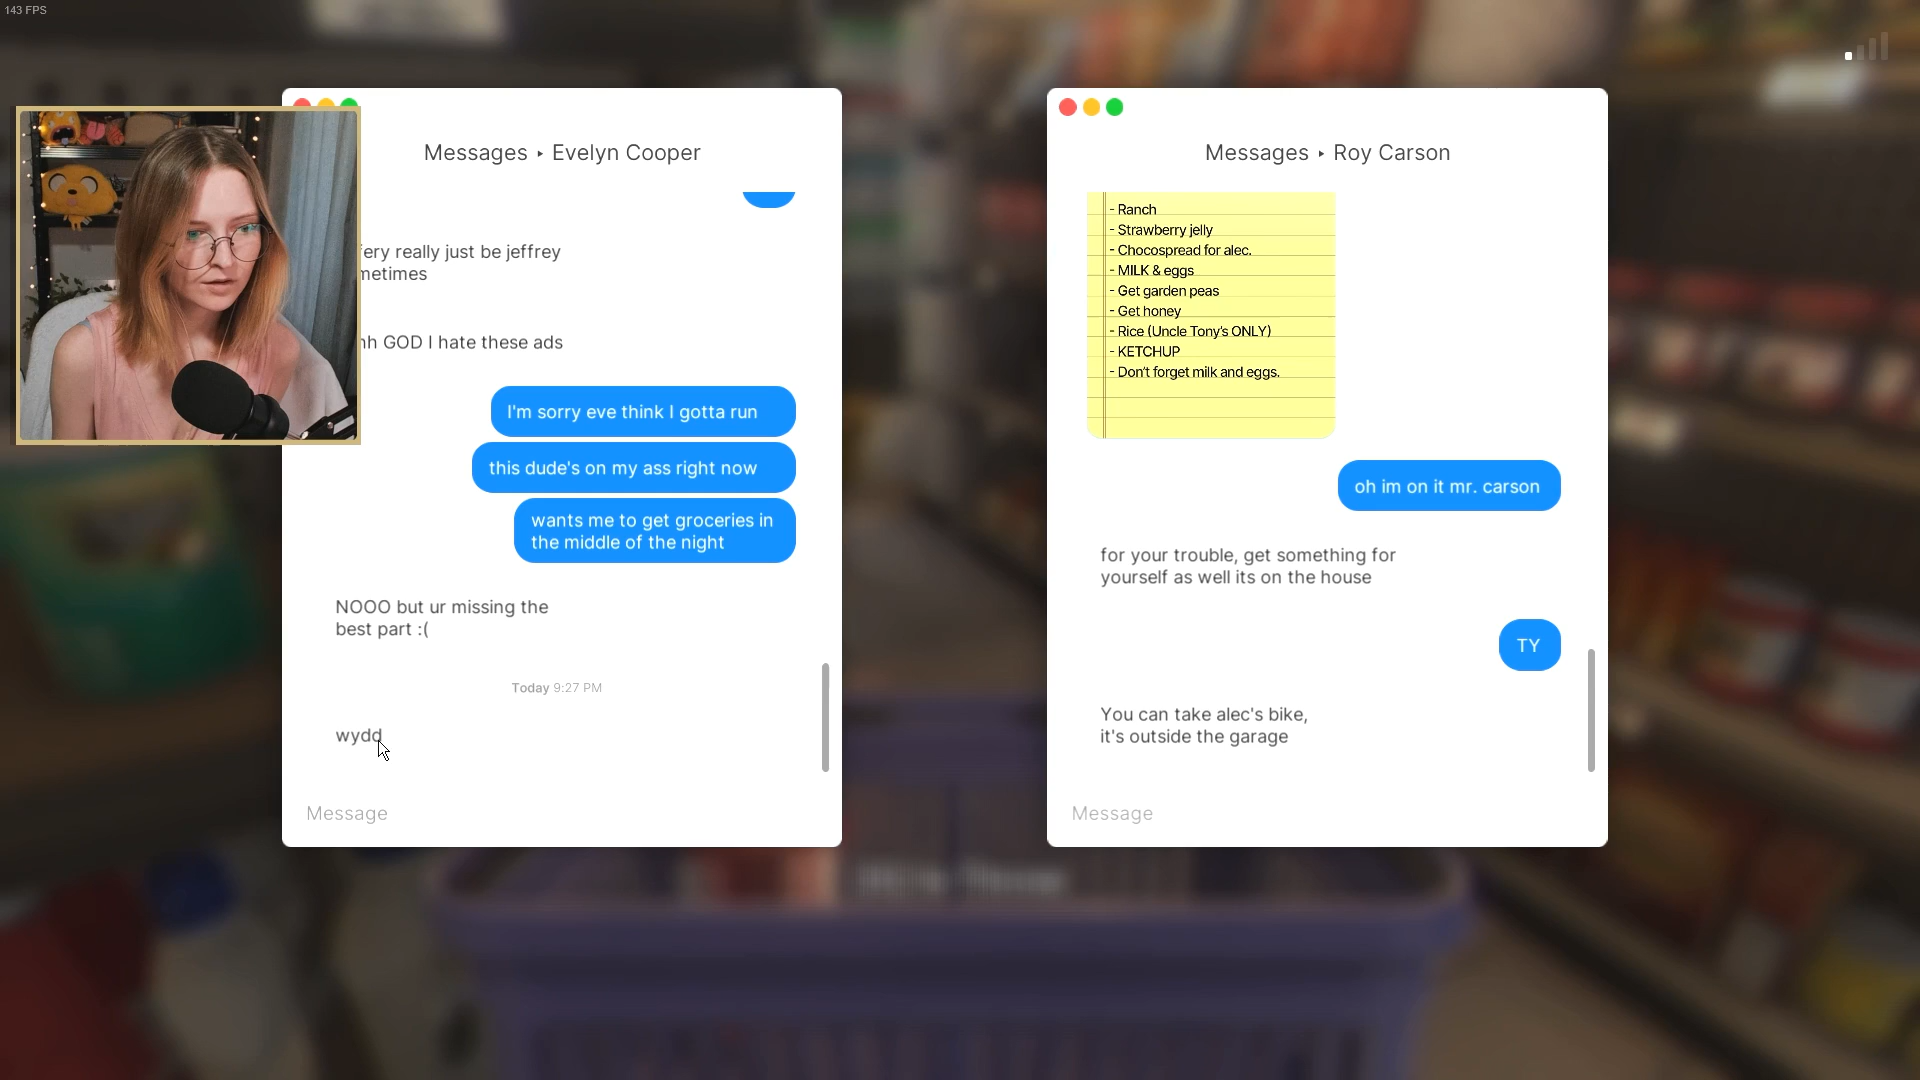 143 FPS
Messages ‣ Evelyn Cooper
really just be jeffrey
GOD I hate these ads
I'm sorry eve think I gotta run
this dude's on my ass right now
wants me to get groceries in
the middle of the night
NOOO but ur missing the
best part :(
Today 9:27 PM
wydd
Message
Messages ‣ Roy Carson
- Ranch
- Strawberry jelly
- Chocospread for alec.
- MILK & eggs
- Get garden peas
- Get honey
- Rice (Uncle Tony's ONLY)
- KETCHUP
- Don't forget milk and eggs.
oh im on it mr. carson
for your trouble, get something for
yourself as well its on the house
TY
You can take alec's bike,
it's outside the garage
Message